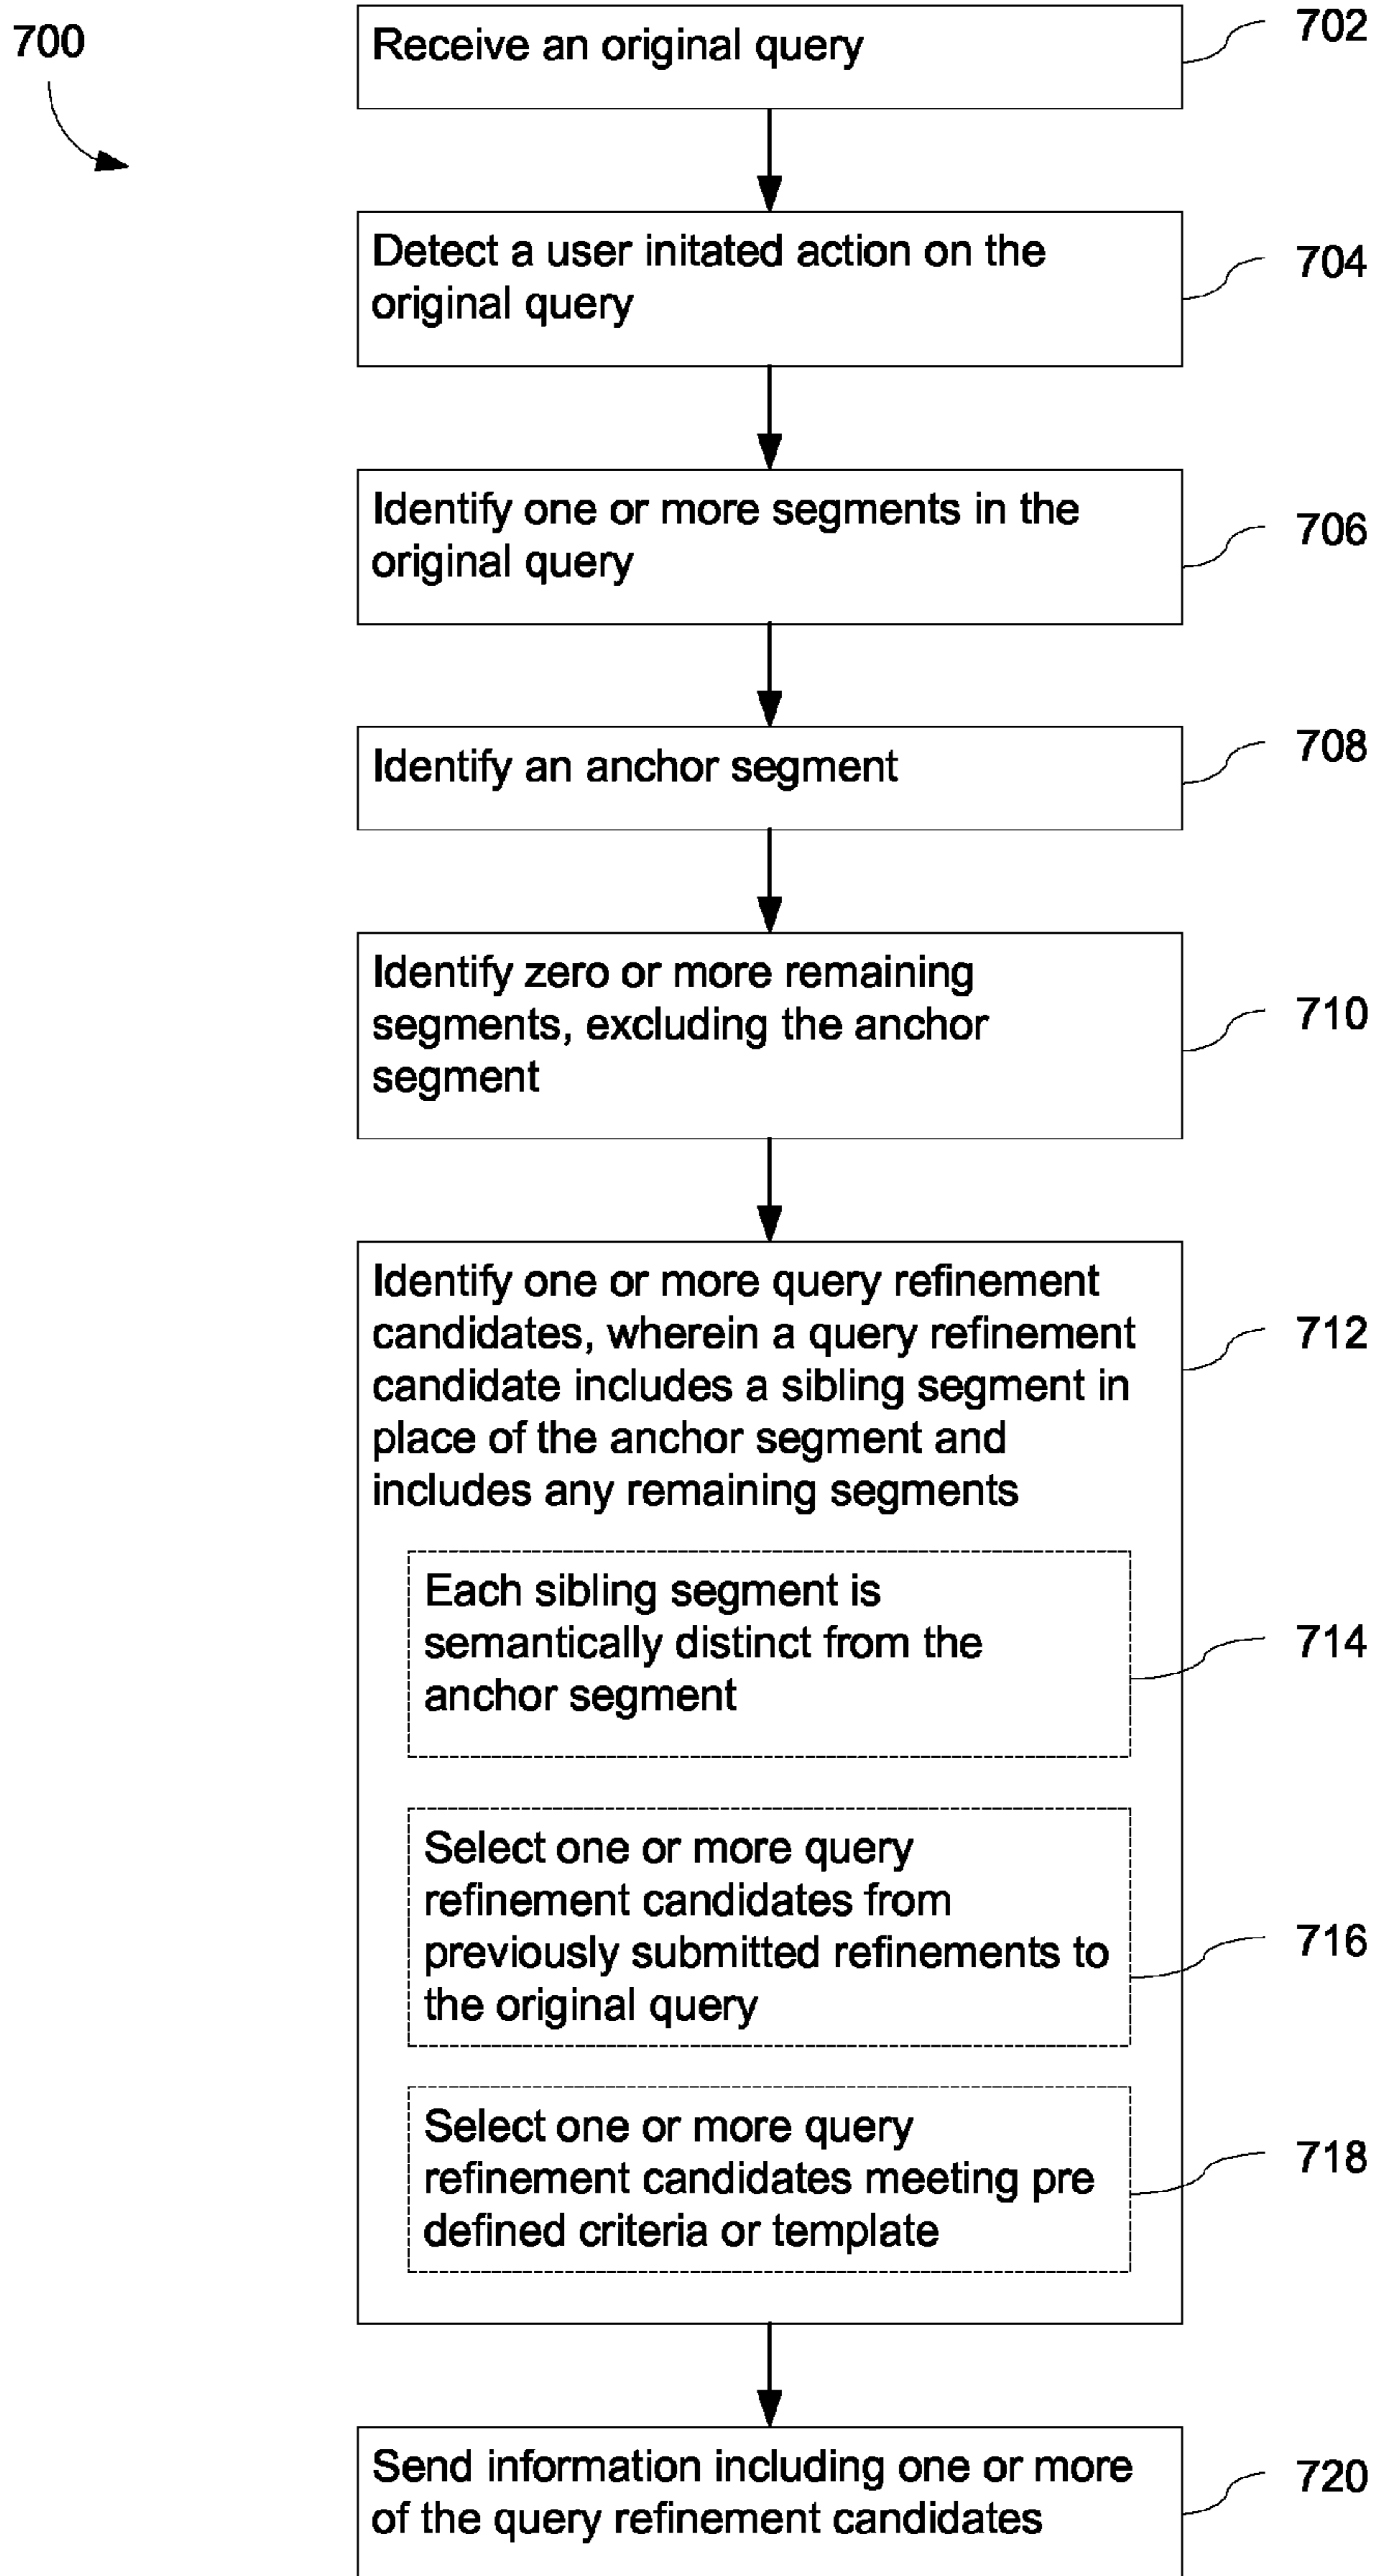 700
Receive an original query
702
Detect a user initated action on the
original query
704
Identify one or more segments in the
original query
706
Identify an anchor segment
708
Identify zero or more remaining
segments, excluding the anchor
segment
710
Identify one or more query refinement
candidates, wherein a query refinement
candidate includes a sibling segment in
place of the anchor segment and
includes any remaining segments
712
Each sibling segment is
semantically distinct from the
anchor segment
714
Select one or more query
refinement candidates from
previously submitted refinements to
the original query
716
Select one or more query
refinement candidates meeting pre
defined criteria or template
718
Send information including one or more
of the query refinement candidates
720